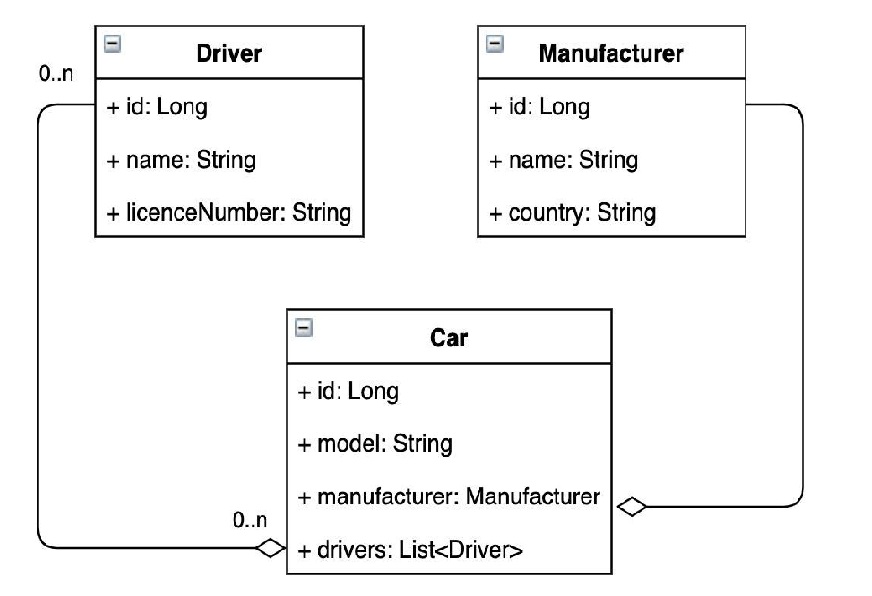 Driver
0..n
+ id: Long
+ name: String
+ licenceNumber: String
Manufacturer
+ id: Long
+ name: String
+ country: String
Car
+ id: Long
+ model: String
+ manufacturer: Manufacturer
0..n
+ drivers: List<Driver>